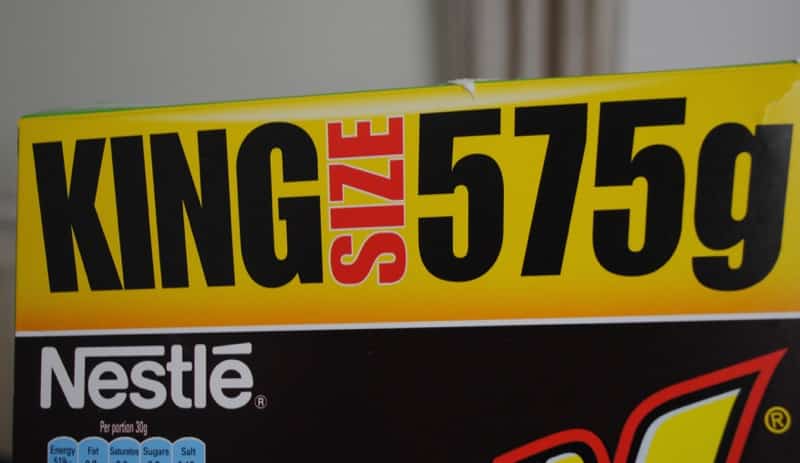 KING SIZE 575g
Nestlé ®
®
Per portion 30g
Energy Fat Saturates Sugars Salt